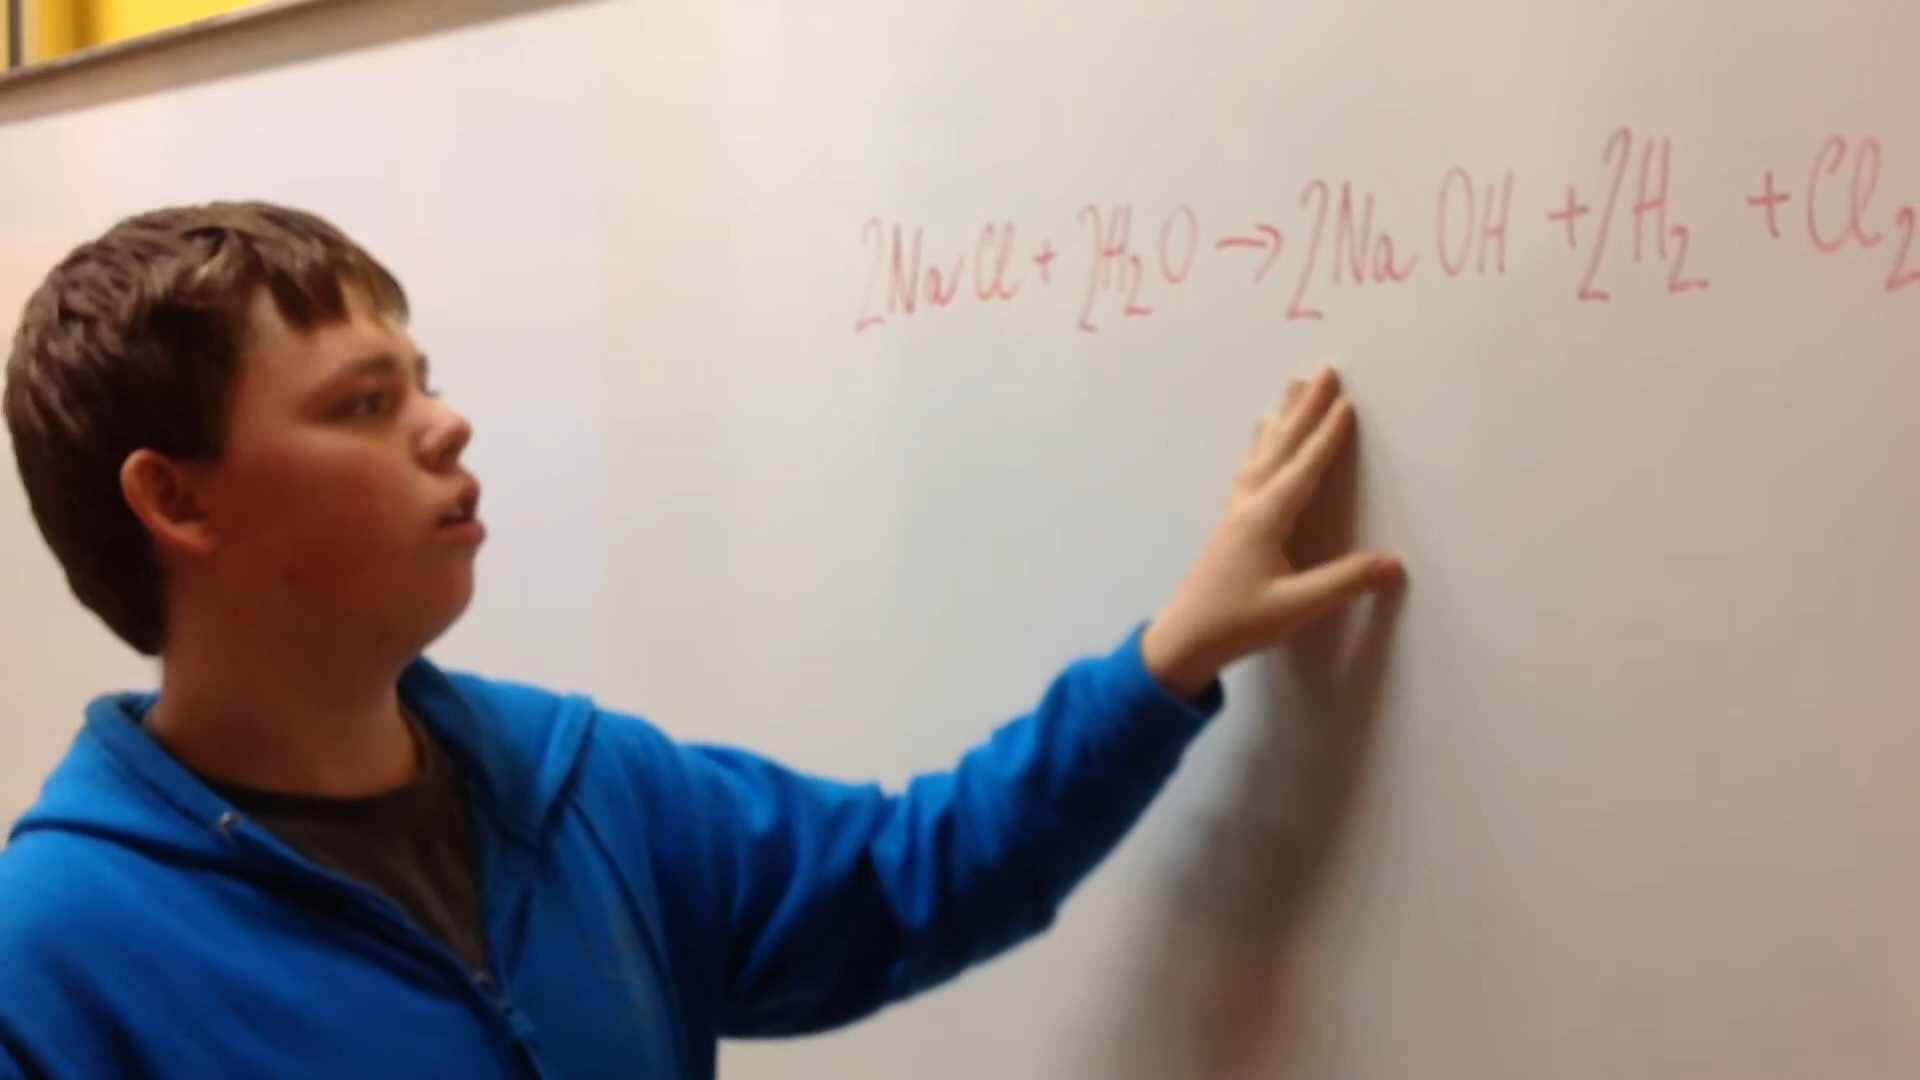 2NaCl + 2H₂O → 2NaOH + 2H₂ + Cl₂